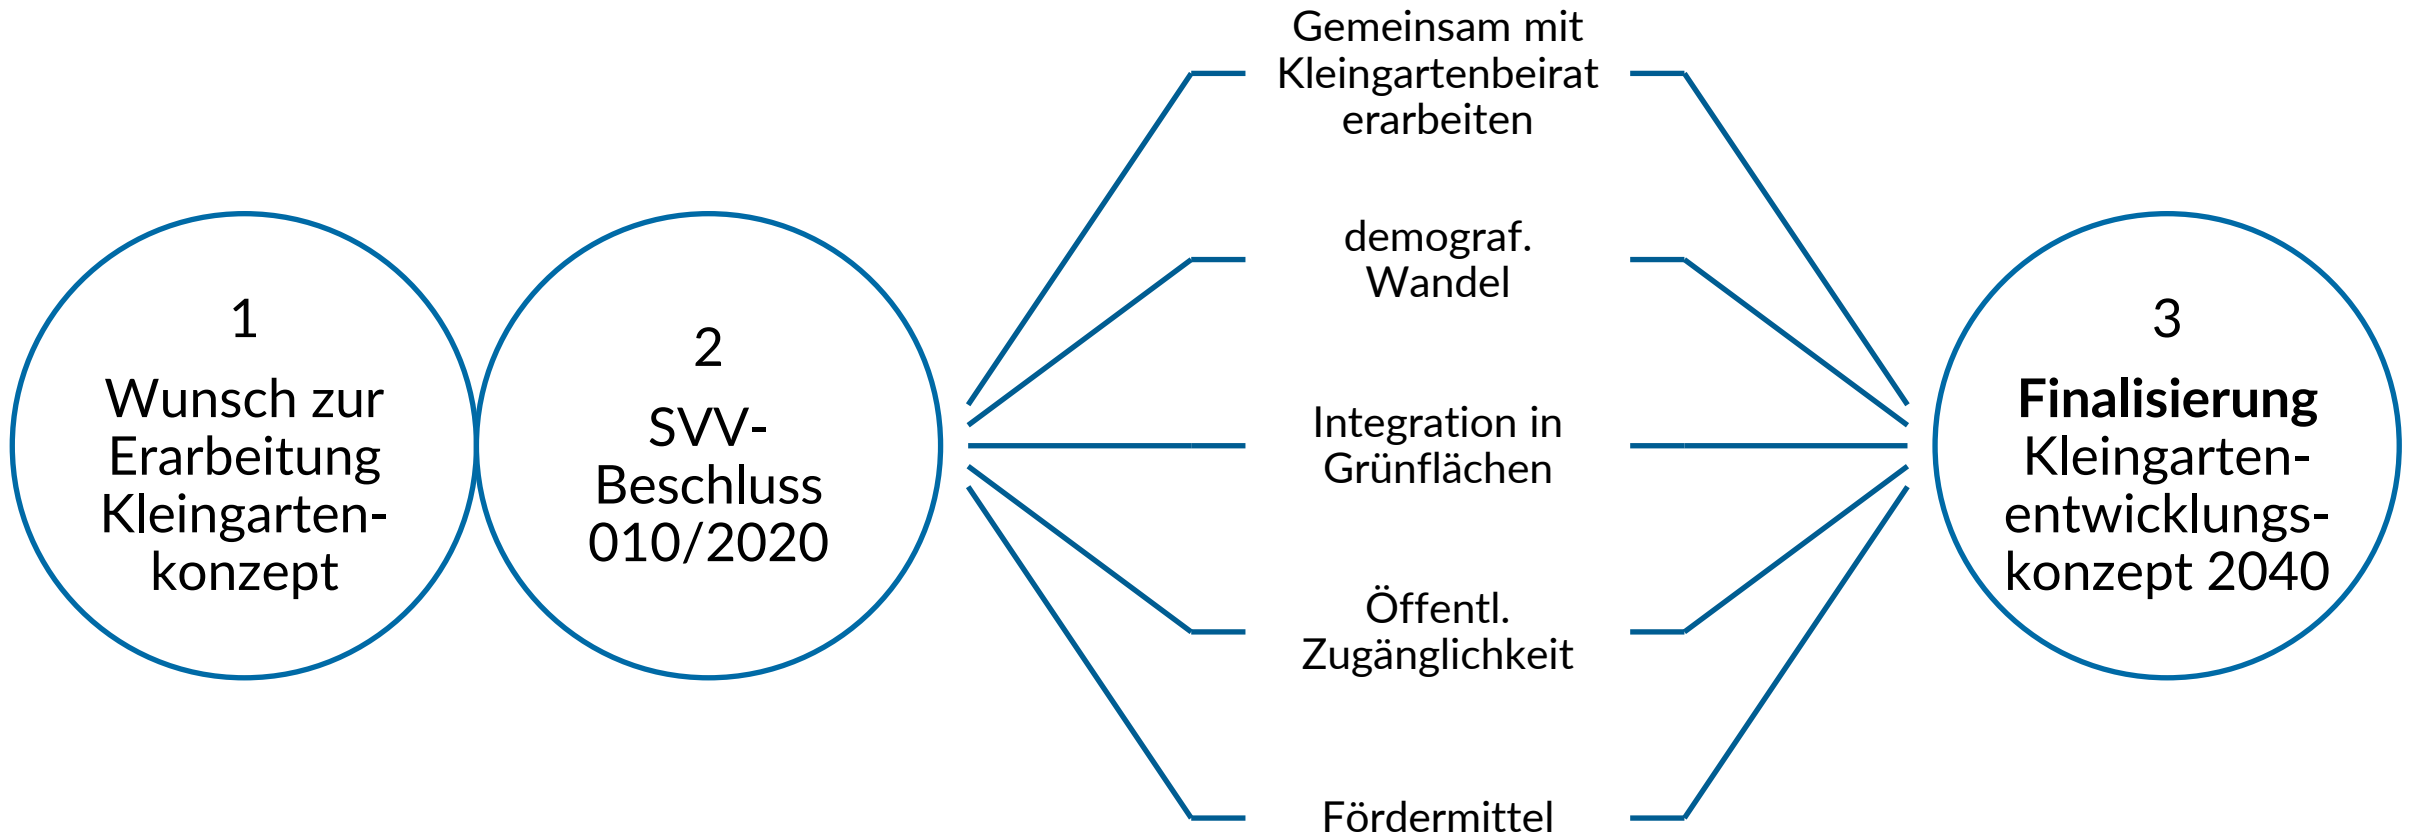 1
Wunsch zur
Erarbeitung
Kleingarten-
konzept
2
SVV-
Beschluss
010/2020
Gemeinsam mit
Kleingartenbeirat
erarbeiten
demograf.
Wandel
Integration in
Grünflächen
Öffentl.
Zugänglichkeit
Fördermittel
3
Finalisierung
Kleingarten-
entwicklungs-
konzept 2040